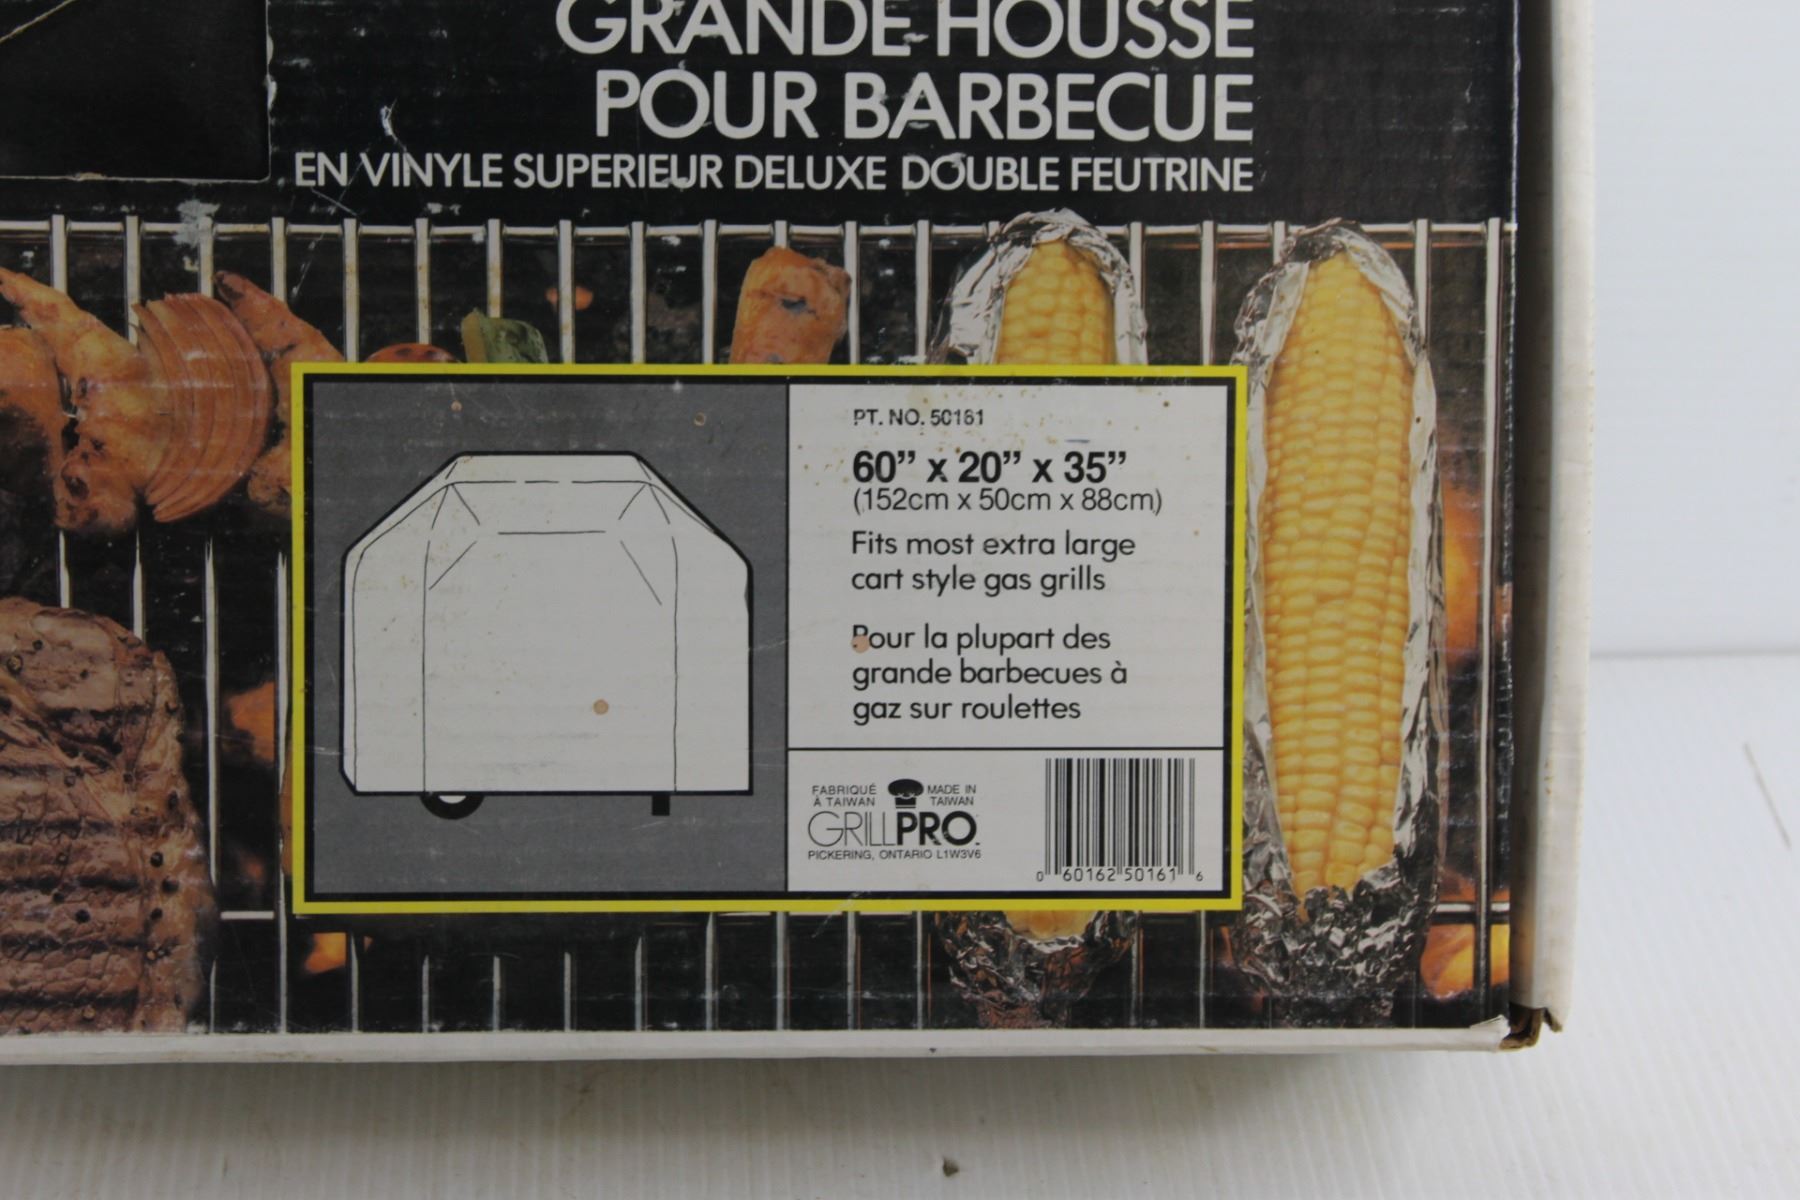 GRANDE HOUSSE
POUR BARBECUE
EN VINYLE SUPERIEUR DELUXE DOUBLE FEUTRINE
PT. NO. 50161
60” x 20” x 35”
(152cm x 50cm x 88cm)
Fits most extra large
cart style gas grills
Pour la plupart des
grande barbecues à
gaz sur roulettes
FABRIQUÉ
À TAIWAN
MADE IN
TAIWAN
GRILLPRO
PICKERING, ONTARIO L1W3V6
0 60162 50161 6